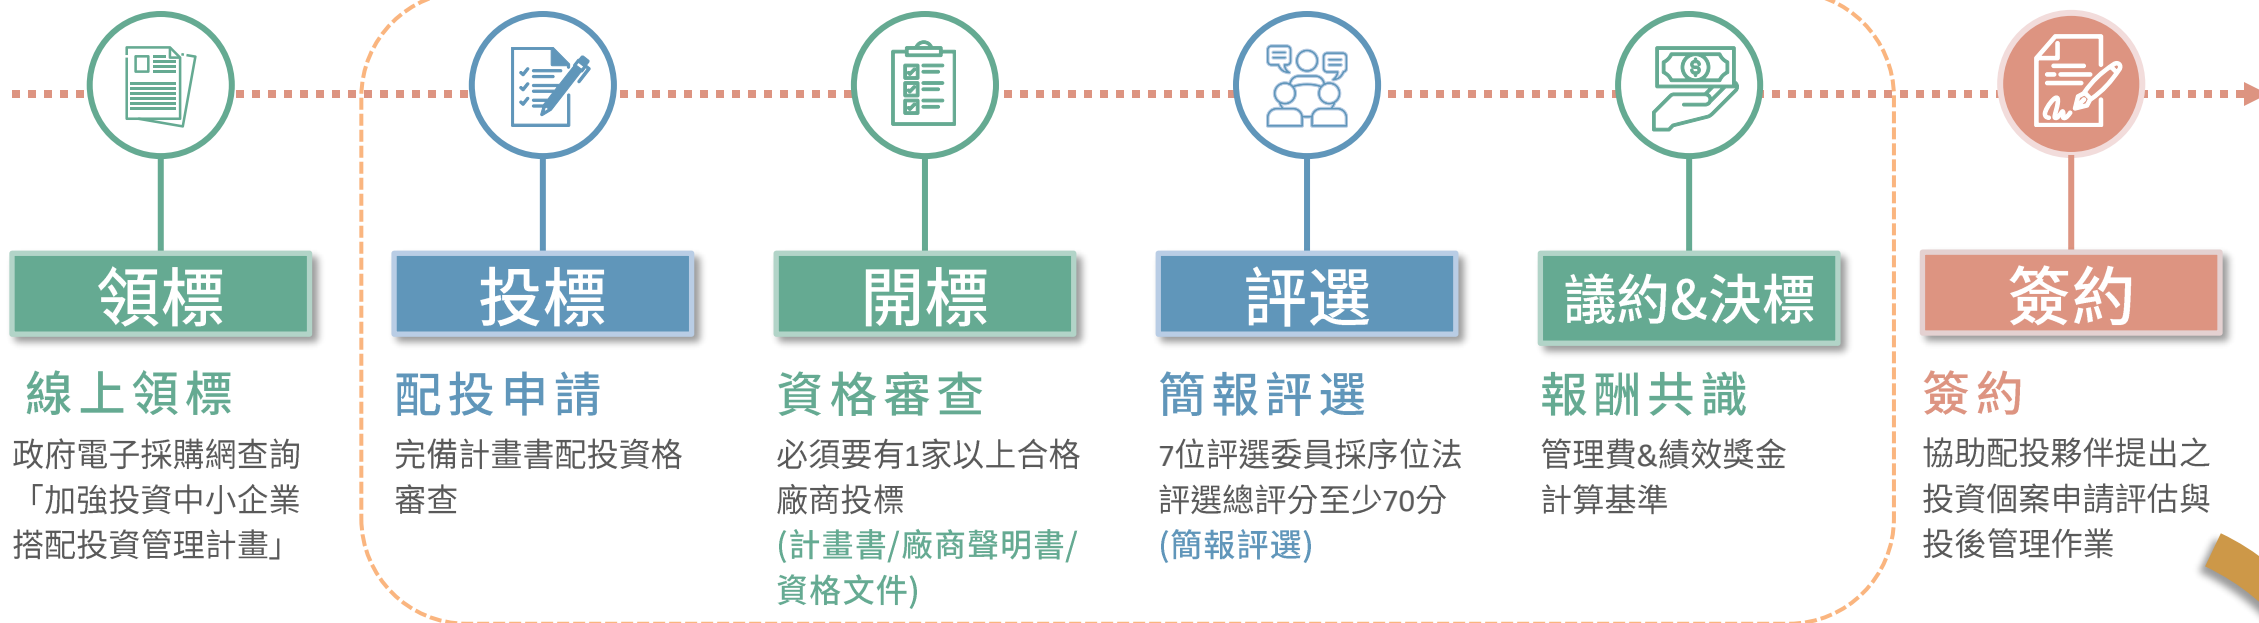 領標
線上領標
政府電子採購網查詢
「加強投資中小企業
搭配投資管理計畫」
投標
配投申請
完備計畫書配投資格
審查
開標
資格審查
必須要有1家以上合格
廠商投標
(計畫書/廠商聲明書/
資格文件)
評選
簡報評選
7位評選委員採序位法
評選總評分至少70分
(簡報評選)
議約&決標
報酬共識
管理費&績效獎金
計算基準
簽約
簽約
協助配投夥伴提出之
投資個案申請評估與
投後管理作業